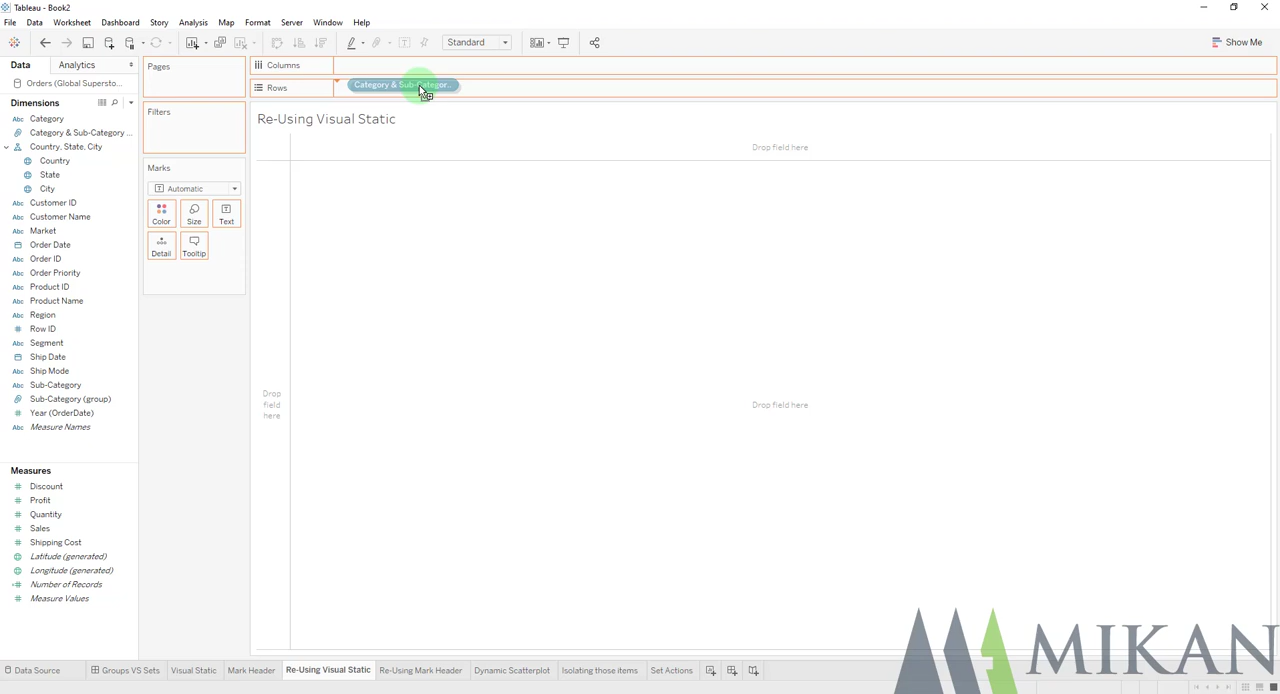 Tableau - Book2
File Data Worksheet Dashboard Story Analysis Map Format Server Window Help
Standard
Show Me
Data Analytics
Orders (Global Supersto...
Dimensions
Category
Category & Sub-Category ...
Country, State, City
Country
State
City
Customer ID
Customer Name
Market
Order Date
Order ID
Order Priority
Product ID
Product Name
Region
Row ID
Segment
Ship Date
Ship Mode
Sub-Category
Sub-Category (group)
Year (OrderDate)
Measure Names
Measures
Discount
Profit
Quantity
Sales
Shipping Cost
Latitude (generated)
Longitude (generated)
Number of Records
Measure Values
Pages
Filters
Marks
Automatic
Color Size Text
Detail Tooltip
Columns
Rows
Category & Sub-Categor..
Re-Using Visual Static
Drop field here
Drop
field
here
Drop field here
MIKAN
Data Source Groups VS Sets Visual Static Mark Header Re-Using Visual Static Re-Using Mark Header Dynamic Scatterplot Isolating those items Set Actions